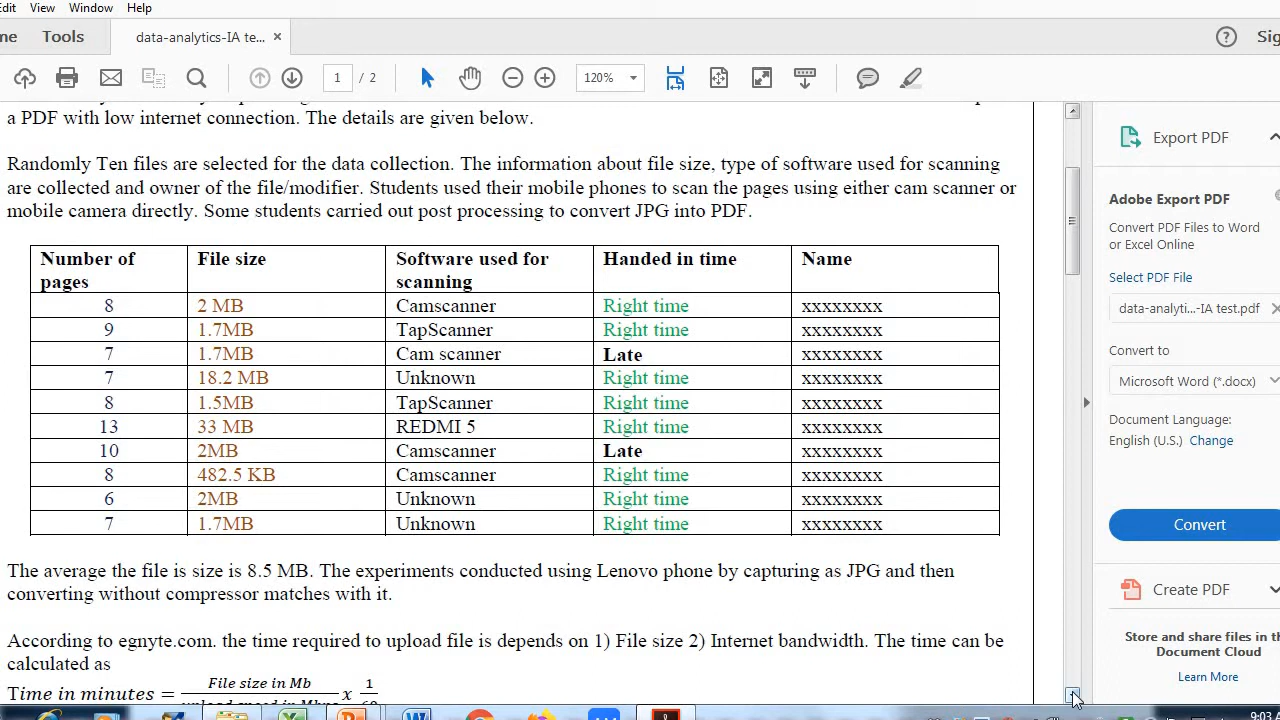 Edit View Window Help
me Tools data-analytics-IA te... × Sig
1 / 2 120%
a PDF with low internet connection. The details are given below.
Randomly Ten files are selected for the data collection. The information about file size, type of software used for scanning
are collected and owner of the file/modifier. Students used their mobile phones to scan the pages using either cam scanner or
mobile camera directly. Some students carried out post processing to convert JPG into PDF.
Number of pages File size Software used for scanning Handed in time Name
8 2 MB Camscanner Right time xxxxxxxx
9 1.7MB TapScanner Right time xxxxxxxx
7 1.7MB Cam scanner Late xxxxxxxx
7 18.2 MB Unknown Right time xxxxxxxx
8 1.5MB TapScanner Right time xxxxxxxx
13 33 MB REDMI 5 Right time xxxxxxxx
10 2MB Camscanner Late xxxxxxxx
8 482.5 KB Camscanner Right time xxxxxxxx
6 2MB Unknown Right time xxxxxxxx
7 1.7MB Unknown Right time xxxxxxxx
The average the file is size is 8.5 MB. The experiments conducted using Lenovo phone by capturing as JPG and then
converting without compressor matches with it.
According to egnyte.com. the time required to upload file is depends on 1) File size 2) Internet bandwidth. The time can be
calculated as
Time in minutes = File size in Mb / upload speed in Mbps x 1 / 60
Export PDF
Adobe Export PDF
Convert PDF Files to Word
or Excel Online
Select PDF File
data-analyti...-IA test.pdf ×
Convert to
Microsoft Word (*.docx)
Document Language:
English (U.S.) Change
Convert
Create PDF
Store and share files in the
Document Cloud
Learn More